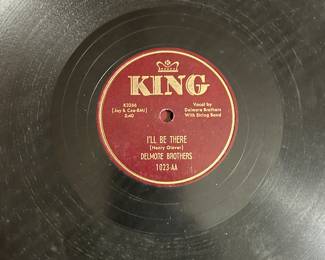 KING
K3086
[Jay & Cee-BMI]
2:40
Vocal by
Delmore Brothers
With String Band
I'LL BE THERE
[Henry Glover]
DELMORE BROTHERS
1023-AA